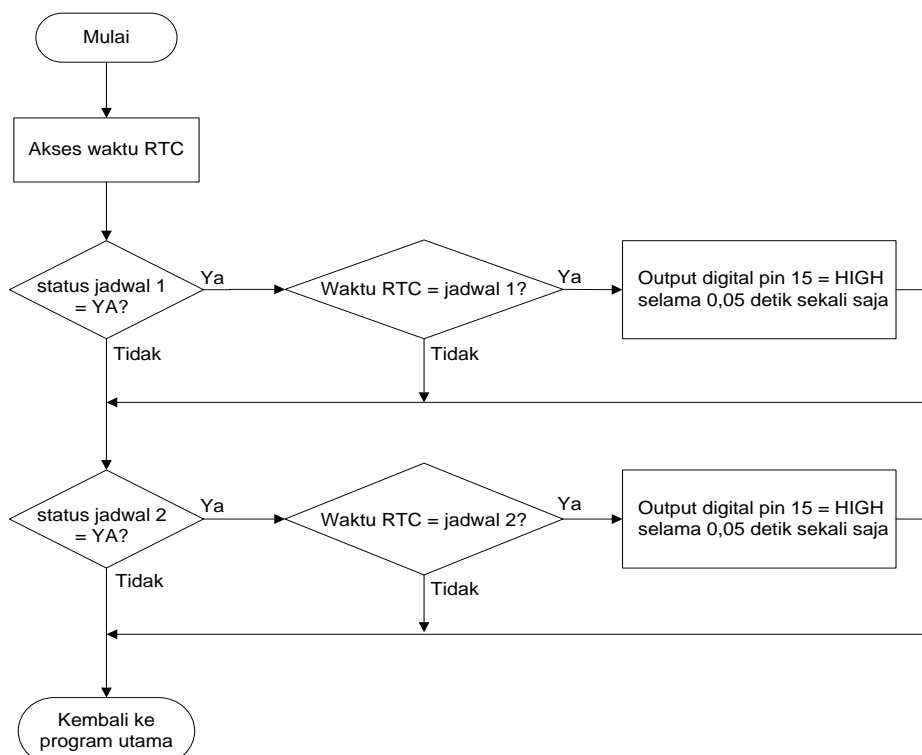 Mulai
Akses waktu RTC
status jadwal 1
= YA?
Ya
Waktu RTC = jadwal 1?
Ya
Output digital pin 15 = HIGH
selama 0,05 detik sekali saja
Tidak
Tidak
status jadwal 2
= YA?
Ya
Waktu RTC = jadwal 2?
Ya
Output digital pin 15 = HIGH
selama 0,05 detik sekali saja
Tidak
Tidak
Kembali ke
program utama